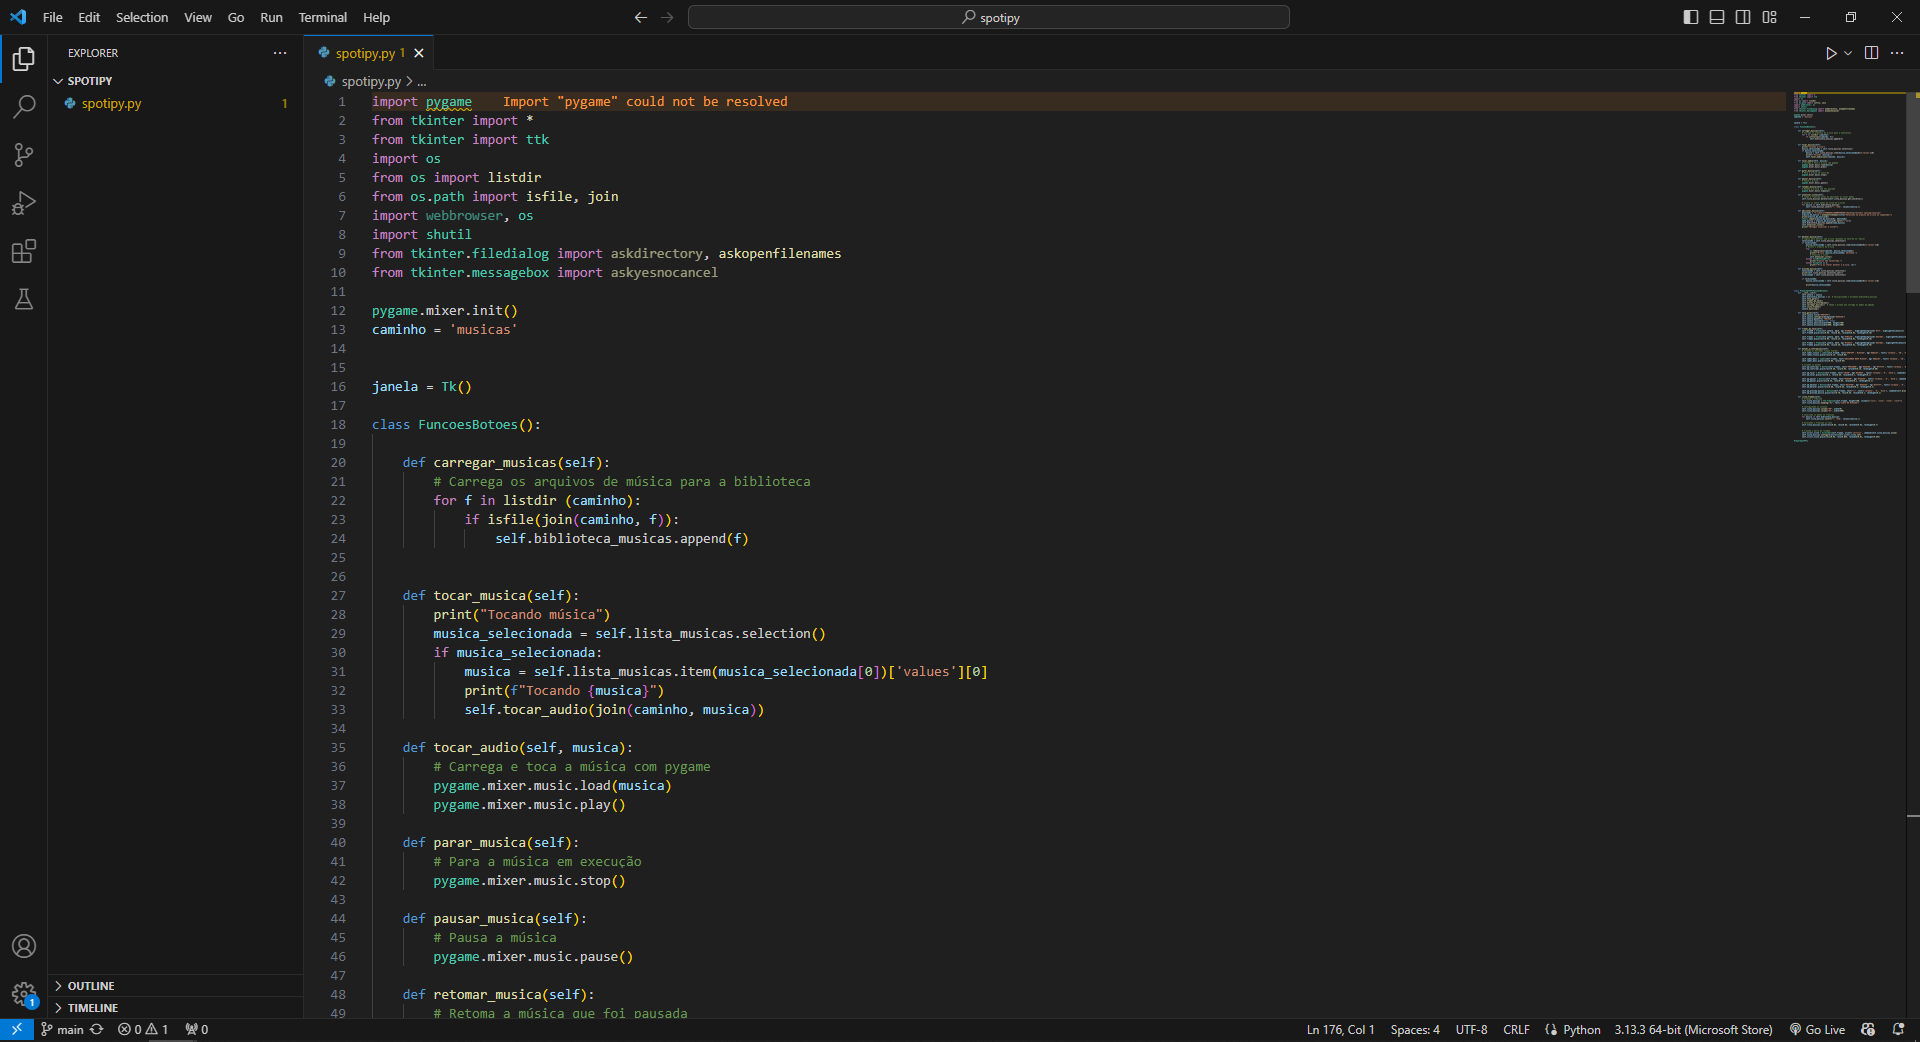 File Edit Selection View Go Run Terminal Help
spotipy
EXPLORER
SPOTIPY
spotipy.py 1
OUTLINE
TIMELINE
spotipy.py 1
spotipy.py > ...
1 import pygame Import "pygame" could not be resolved
2 from tkinter import *
3 from tkinter import ttk
4 import os
5 from os import listdir
6 from os.path import isfile, join
7 import webbrowser, os
8 import shutil
9 from tkinter.filedialog import askdirectory, askopenfilenames
10 from tkinter.messagebox import askyesnocancel
11
12 pygame.mixer.init()
13 caminho = 'musicas'
14
15
16 janela = Tk()
17
18 class FuncoesBotoes():
19
20 def carregar_musicas(self):
21 # Carrega os arquivos de música para a biblioteca
22 for f in listdir (caminho):
23 if isfile(join(caminho, f)):
24 self.biblioteca_musicas.append(f)
25
26
27 def tocar_musica(self):
28 print("Tocando música")
29 musica_selecionada = self.lista_musicas.selection()
30 if musica_selecionada:
31 musica = self.lista_musicas.item(musica_selecionada[0])['values'][0]
32 print(f"Tocando {musica}")
33 self.tocar_audio(join(caminho, musica))
34
35 def tocar_audio(self, musica):
36 # Carrega e toca a música com pygame
37 pygame.mixer.music.load(musica)
38 pygame.mixer.music.play()
39
40 def parar_musica(self):
41 # Para a música em execução
42 pygame.mixer.music.stop()
43
44 def pausar_musica(self):
45 # Pausa a música
46 pygame.mixer.music.pause()
47
48 def retomar_musica(self):
49 # Retoma a música que foi pausada
1
main 0 1 0
Ln 176, Col 1 Spaces: 4 UTF-8 CRLF Python 3.13.3 64-bit (Microsoft Store) Go Live